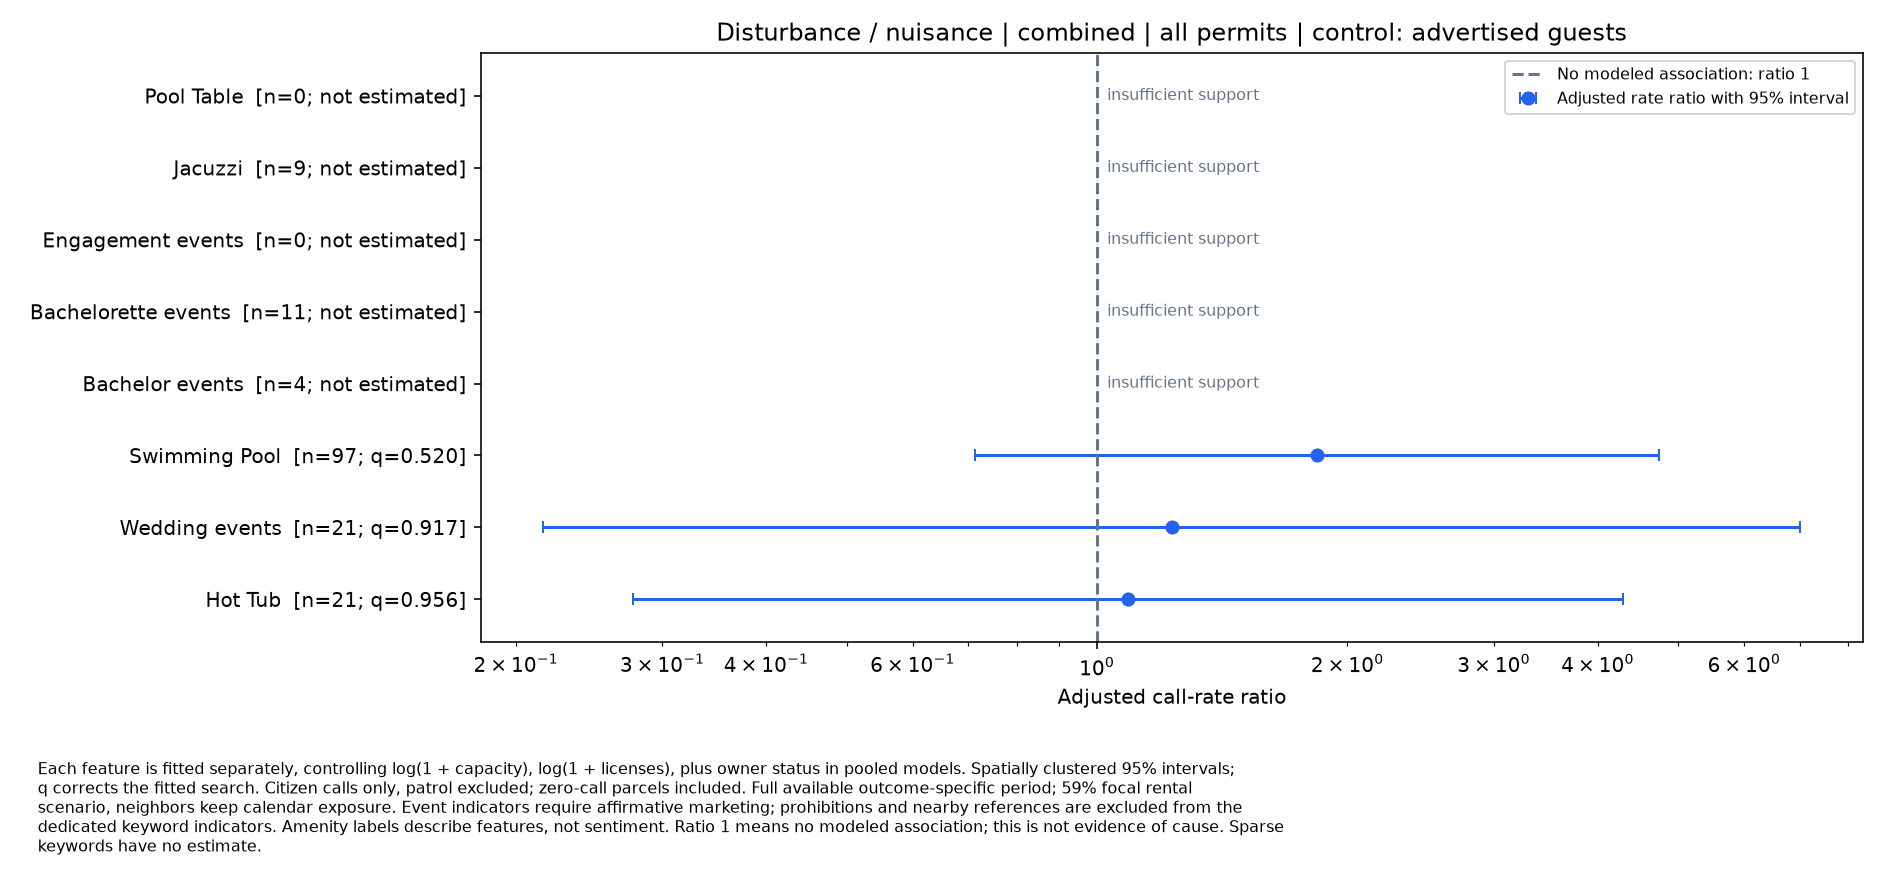 Disturbance / nuisance | combined | all permits | control: advertised guests
No modeled association: ratio 1
Adjusted rate ratio with 95% interval
Pool Table [n=0; not estimated]
insufficient support
Jacuzzi [n=9; not estimated]
insufficient support
Engagement events [n=0; not estimated]
insufficient support
Bachelorette events [n=11; not estimated]
insufficient support
Bachelor events [n=4; not estimated]
insufficient support
Swimming Pool [n=97; q=0.520]
Wedding events [n=21; q=0.917]
Hot Tub [n=21; q=0.956]
2 × 10⁻¹ 3 × 10⁻¹ 4 × 10⁻¹ 6 × 10⁻¹ 10⁰ 2 × 10⁰ 3 × 10⁰ 4 × 10⁰ 6 × 10⁰
Adjusted call-rate ratio
Each feature is fitted separately, controlling log(1 + capacity), log(1 + licenses), plus owner status in pooled models. Spatially clustered 95% intervals;
q corrects the fitted search. Citizen calls only, patrol excluded; zero-call parcels included. Full available outcome-specific period; 59% focal rental
scenario, neighbors keep calendar exposure. Event indicators require affirmative marketing; prohibitions and nearby references are excluded from the
dedicated keyword indicators. Amenity labels describe features, not sentiment. Ratio 1 means no modeled association; this is not evidence of cause. Sparse
keywords have no estimate.